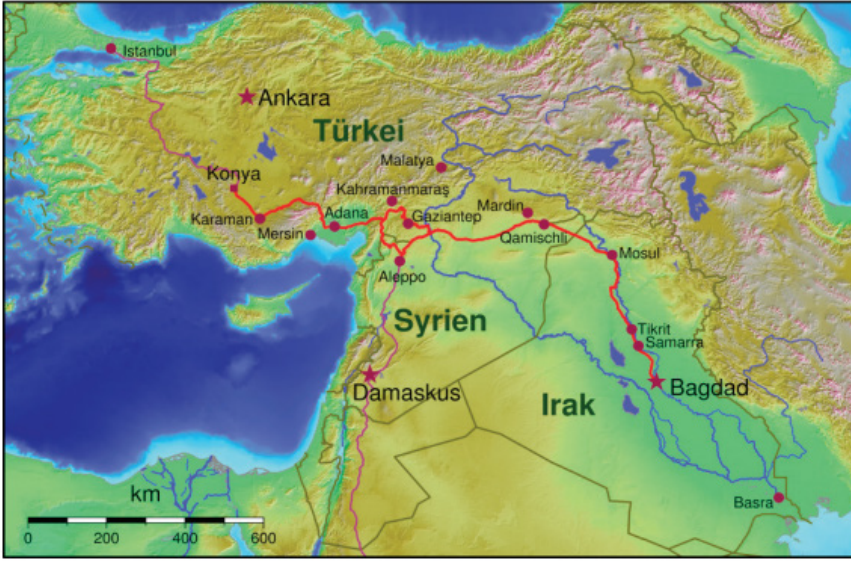 Istanbul
Ankara
Türkei
Malatya
Konya
Kahramanmaraş
Mardin
Karaman
Adana
Gaziantep
Mersin
Qamischli
Mosul
Aleppo
Syrien
Tikrit
Samarra
Damaskus
Irak
Bagdad
km
Basra
0 200 400 600